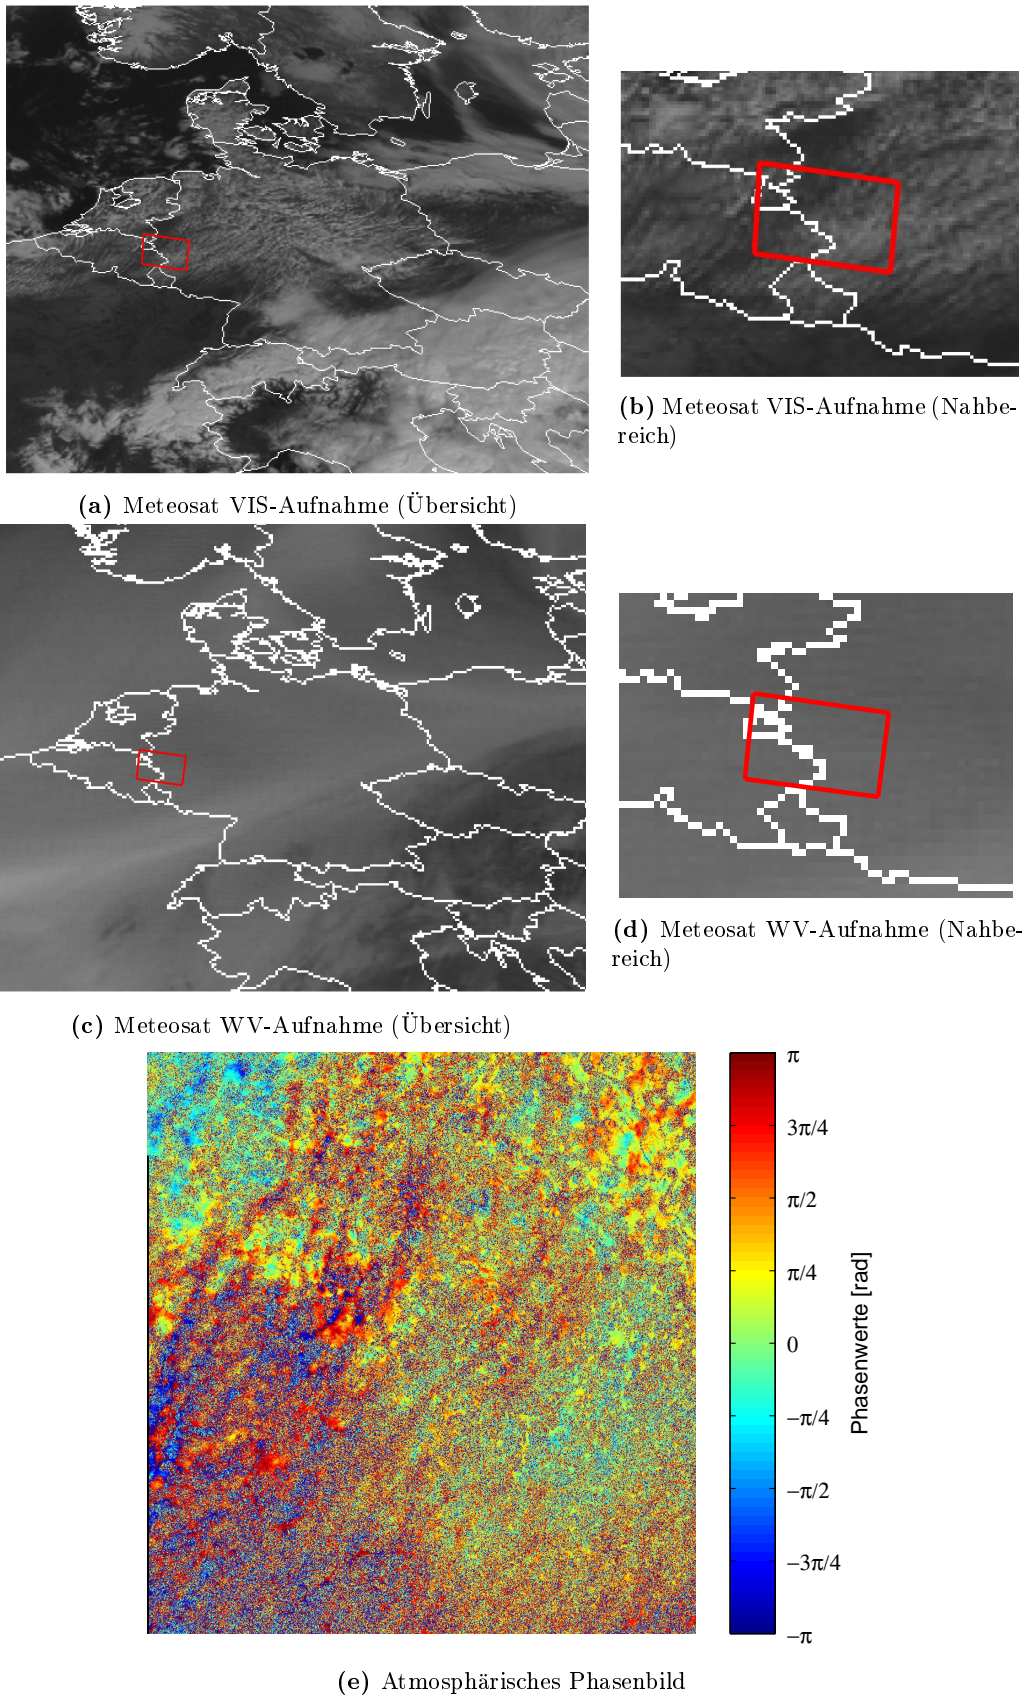 (b) Meteosat VIS-Aufnahme (Nahbe-
reich)
(a) Meteosat VIS-Aufnahme (Übersicht)
(d) Meteosat WV-Aufnahme (Nahbe-
reich)
(c) Meteosat WV-Aufnahme (Übersicht)
π
3π/4
π/2
π/4
0
−π/4
−π/2
−3π/4
−π
Phasenwerte [rad]
(e) Atmosphärisches Phasenbild